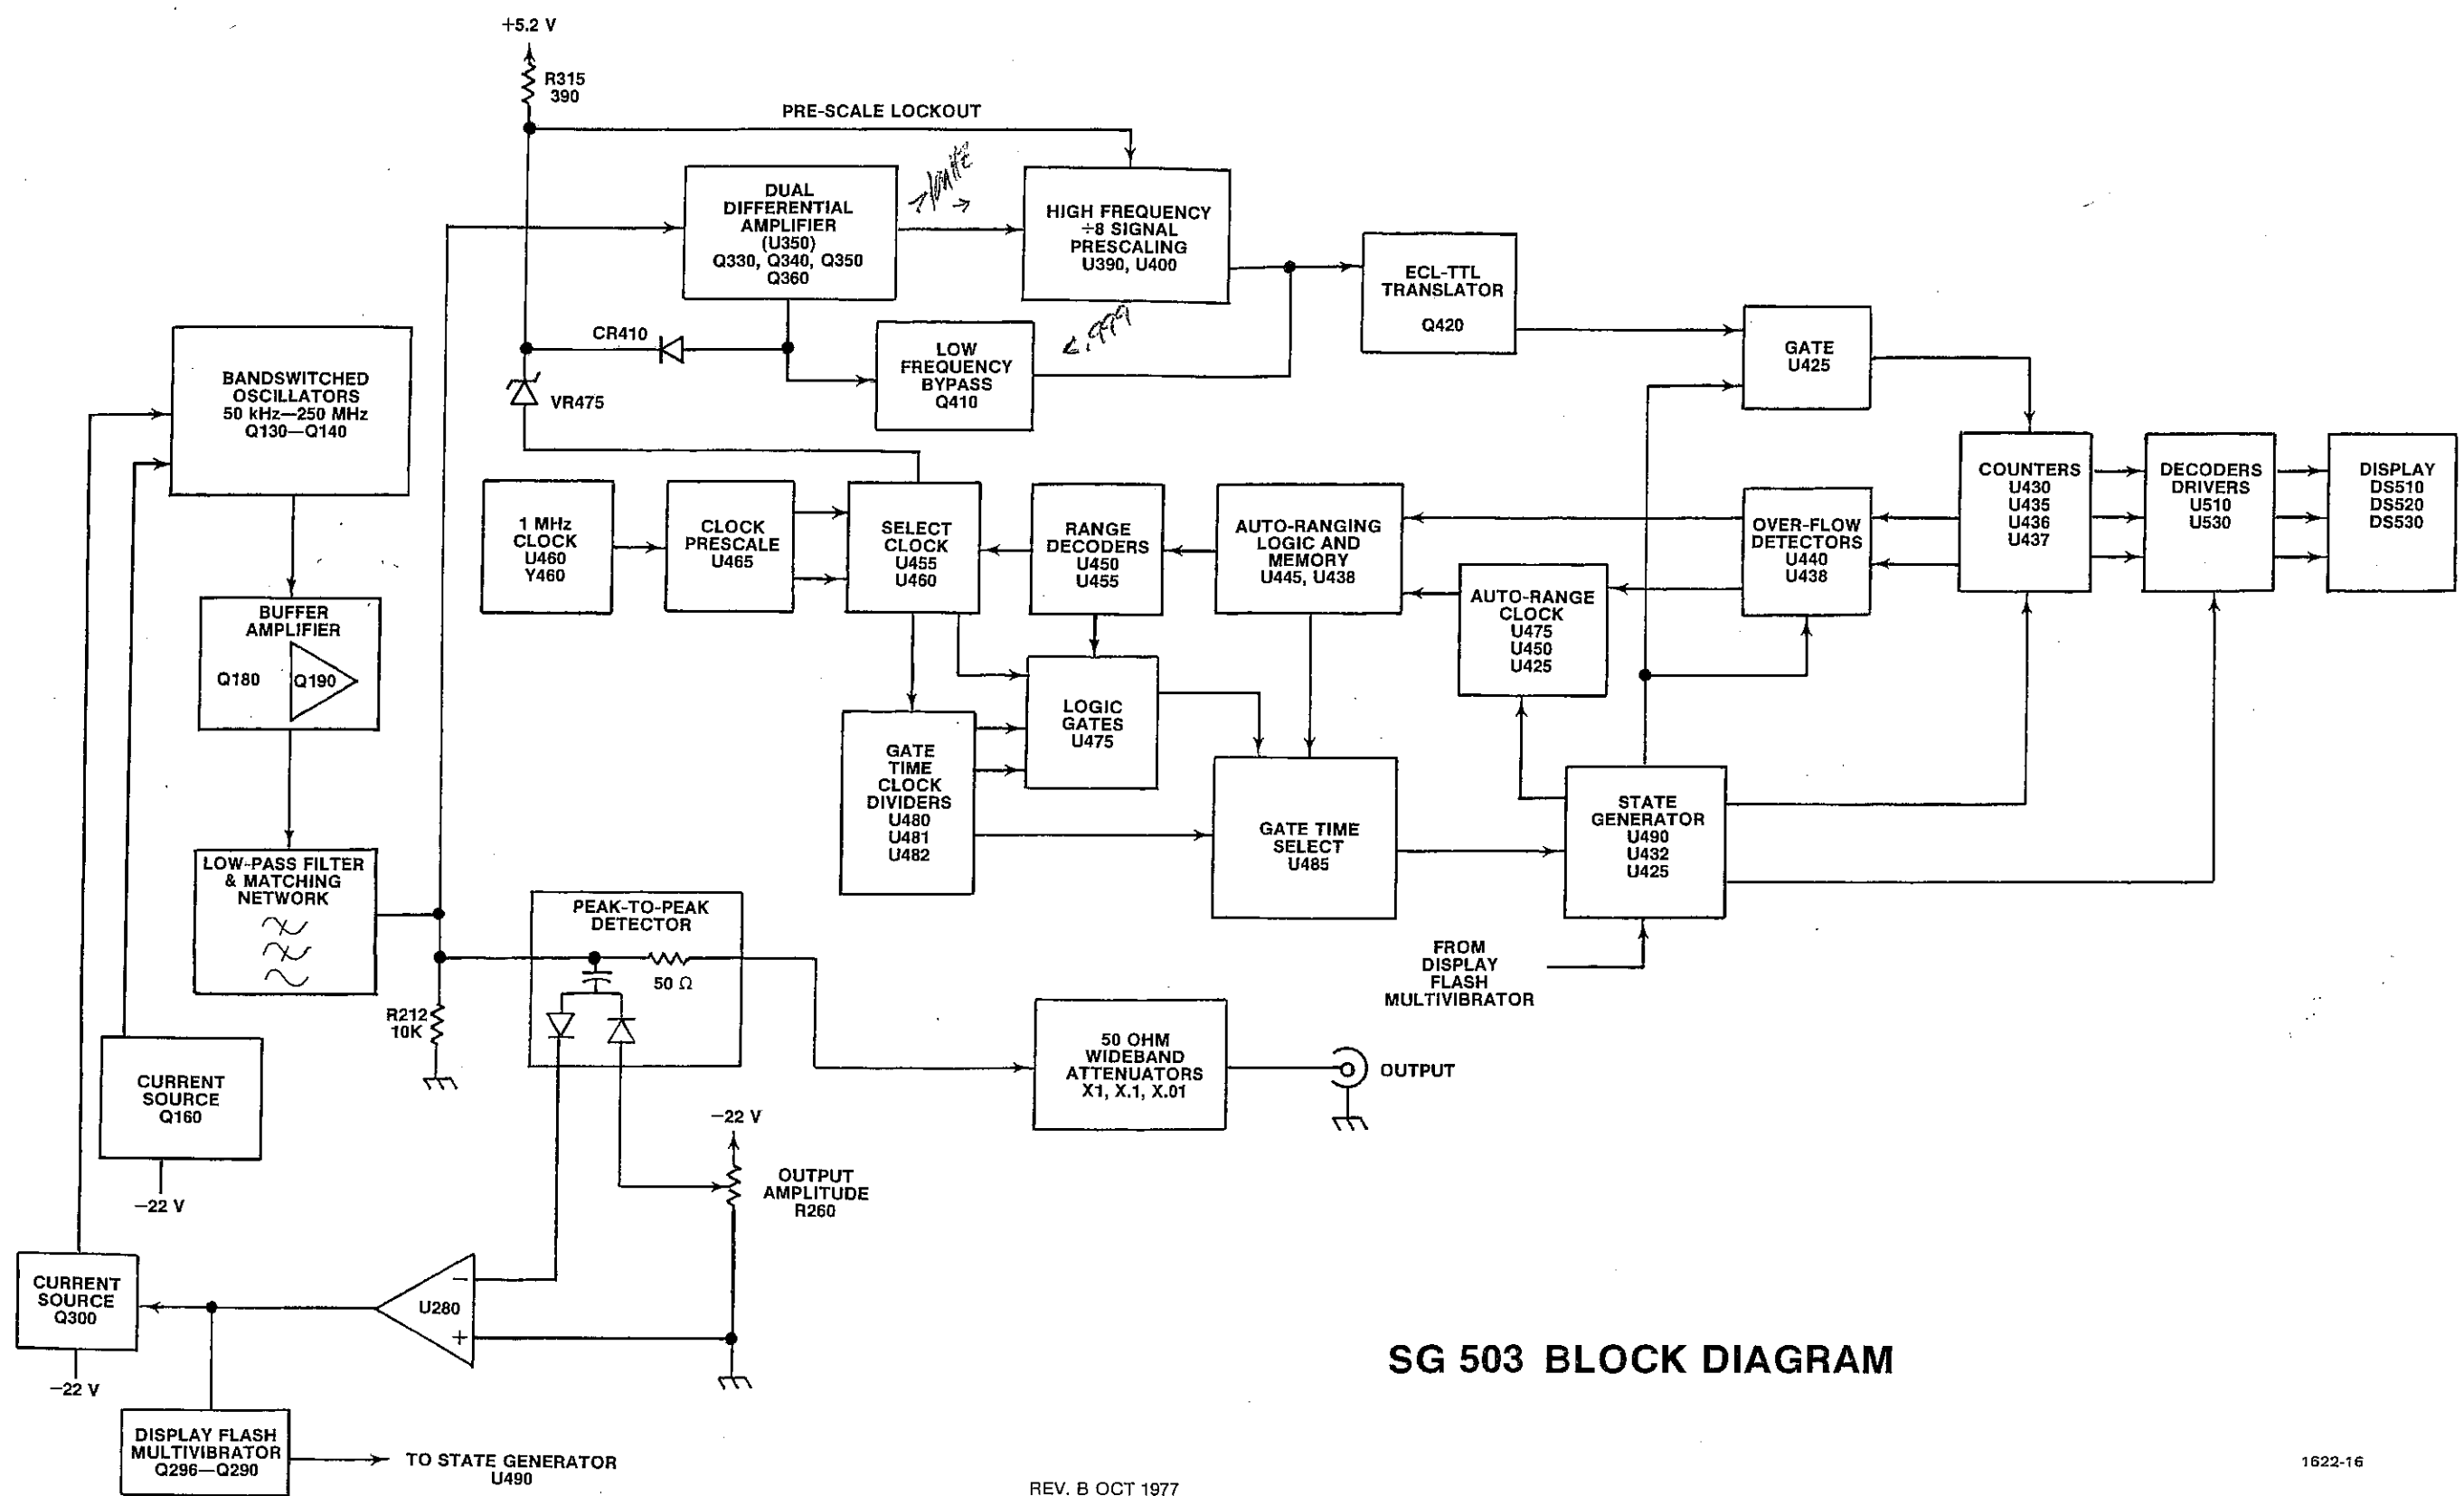 +5.2 V
R315
390
PRE-SCALE LOCKOUT
DUAL
DIFFERENTIAL
AMPLIFIER
(U350)
Q330, Q340, Q350
Q360
HIGH FREQUENCY
÷8 SIGNAL
PRESCALING
U390, U400
ECL-TTL
TRANSLATOR
Q420
GATE
U425
CR410
LOW
FREQUENCY
BYPASS
Q410
.999
VR475
BANDSWITCHED
OSCILLATORS
50 kHz—250 MHz
Q130—Q140
1 MHz
CLOCK
U460
Y460
CLOCK
PRESCALE
U465
SELECT
CLOCK
U455
U460
RANGE
DECODERS
U450
U455
AUTO-RANGING
LOGIC AND
MEMORY
U445, U438
OVER-FLOW
DETECTORS
U440
U438
COUNTERS
U430
U435
U436
U437
DECODERS
DRIVERS
U510
U530
DISPLAY
DS510
DS520
DS530
AUTO-RANGE
CLOCK
U475
U450
U425
BUFFER
AMPLIFIER
Q180
Q190
LOGIC
GATES
U475
GATE
TIME
CLOCK
DIVIDERS
U480
U481
U482
GATE TIME
SELECT
U485
STATE
GENERATOR
U490
U432
U425
LOW-PASS FILTER
& MATCHING
NETWORK
PEAK-TO-PEAK
DETECTOR
50 Ω
R212
10K
FROM
DISPLAY
FLASH
MULTIVIBRATOR
50 OHM
WIDEBAND
ATTENUATORS
X1, X.1, X.01
OUTPUT
CURRENT
SOURCE
Q160
−22 V
−22 V
OUTPUT
AMPLITUDE
R260
CURRENT
SOURCE
Q300
−22 V
−
U280
+
DISPLAY FLASH
MULTIVIBRATOR
Q296—Q290
TO STATE GENERATOR
U490
SG 503 BLOCK DIAGRAM
REV. B OCT 1977
1622-16